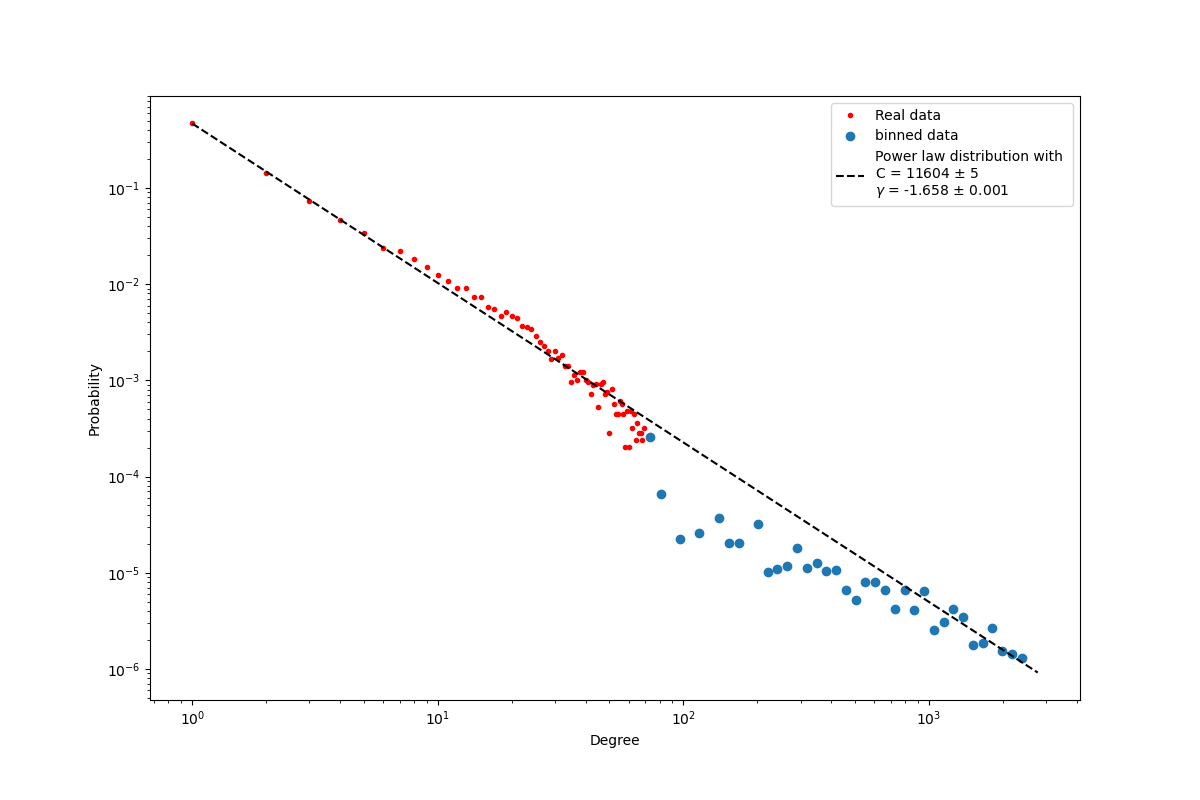 Real data
binned data
Power law distribution with
C = 11604 ± 5
γ = -1.658 ± 0.001
Probability
10⁻¹
10⁻²
10⁻³
10⁻⁴
10⁻⁵
10⁻⁶
10⁰ 10¹ 10² 10³
Degree